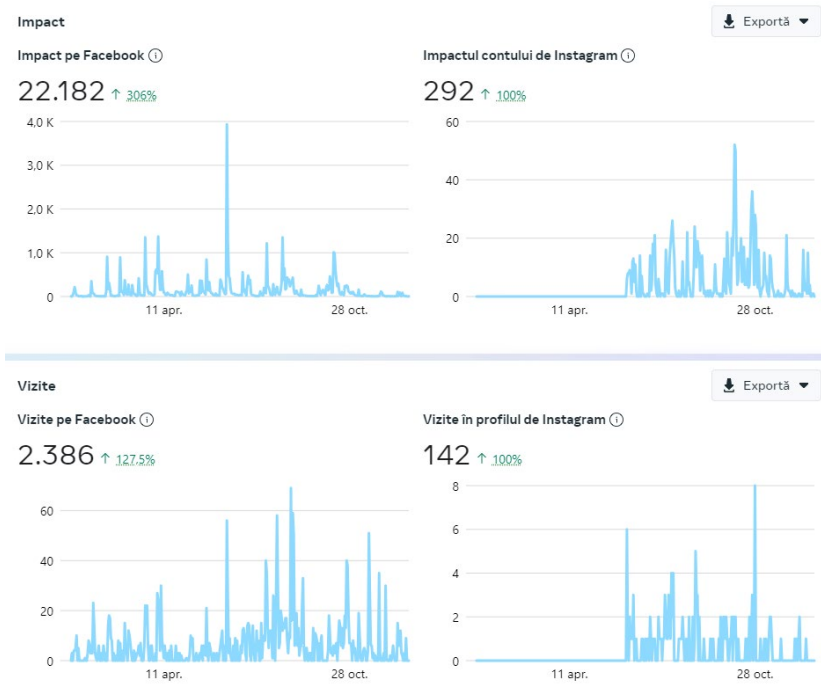 Impact
Exportă
Impact pe Facebook
22.182 ↑ 306%
4,0 K
3,0 K
2,0 K
1,0 K
0
11 apr.
28 oct.
Impactul contului de Instagram
292 ↑ 100%
60
40
20
0
11 apr.
28 oct.
Vizite
Exportă
Vizite pe Facebook
2.386 ↑ 127,5%
60
40
20
0
11 apr.
28 oct.
Vizite în profilul de Instagram
142 ↑ 100%
8
6
4
2
0
11 apr.
28 oct.